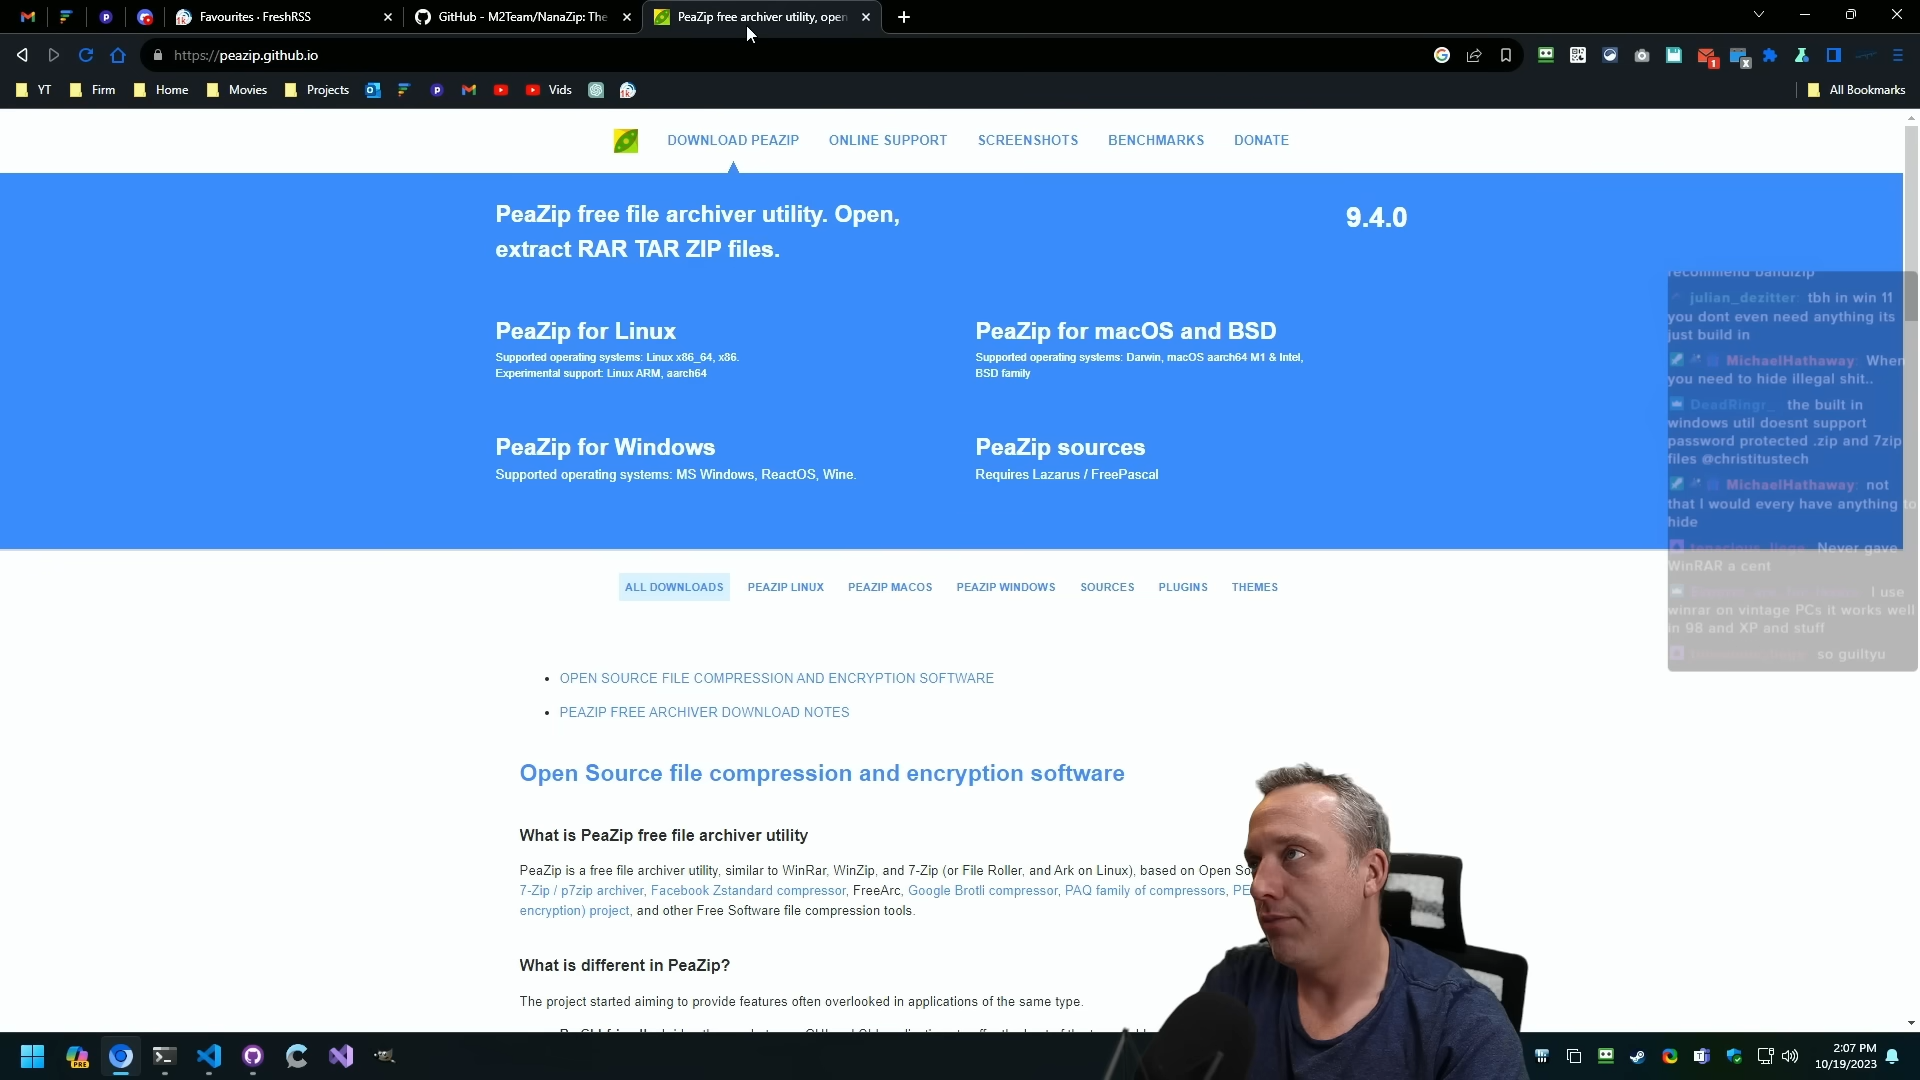 Favourites · FreshRSS
GitHub - M2Team/NanaZip: The
PeaZip free archiver utility, open
https://peazip.github.io
1
x
YT
Firm
Home
Movies
Projects
Vids
All Bookmarks
DOWNLOAD PEAZIP
ONLINE SUPPORT
SCREENSHOTS
BENCHMARKS
DONATE
PeaZip free file archiver utility. Open,
extract RAR TAR ZIP files.
9.4.0
PeaZip for Linux
Supported operating systems: Linux x86_64, x86.
Experimental support: Linux ARM, aarch64
PeaZip for macOS and BSD
Supported operating systems: Darwin, macOS aarch64 M1 & Intel,
BSD family
PeaZip for Windows
Supported operating systems: MS Windows, ReactOS, Wine.
PeaZip sources
Requires Lazarus / FreePascal
recommend bandizip
julian_dezitter: tbh in win 11
you dont even need anything its
just build in
MichaelHathaway: When
you need to hide illegal shit..
DeadRingr_ the built in
windows util doesnt support
password protected .zip and 7zip
files @christitustech
MichaelHathaway: not
that I would every have anything to
hide
Never gave
WinRAR a cent
I use
winrar on vintage PCs it works well
in 98 and XP and stuff
so guiltyu
ALL DOWNLOADS
PEAZIP LINUX
PEAZIP MACOS
PEAZIP WINDOWS
SOURCES
PLUGINS
THEMES
OPEN SOURCE FILE COMPRESSION AND ENCRYPTION SOFTWARE
PEAZIP FREE ARCHIVER DOWNLOAD NOTES
Open Source file compression and encryption software
What is PeaZip free file archiver utility
PeaZip is a free file archiver utility, similar to WinRar, WinZip, and 7-Zip (or File Roller, and Ark on Linux), based on Open So
7-Zip / p7zip archiver, Facebook Zstandard compressor, FreeArc, Google Brotli compressor, PAQ family of compressors, PE
encryption) project, and other Free Software file compression tools.
What is different in PeaZip?
The project started aiming to provide features often overlooked in applications of the same type.
PRE
2:07 PM
10/19/2023